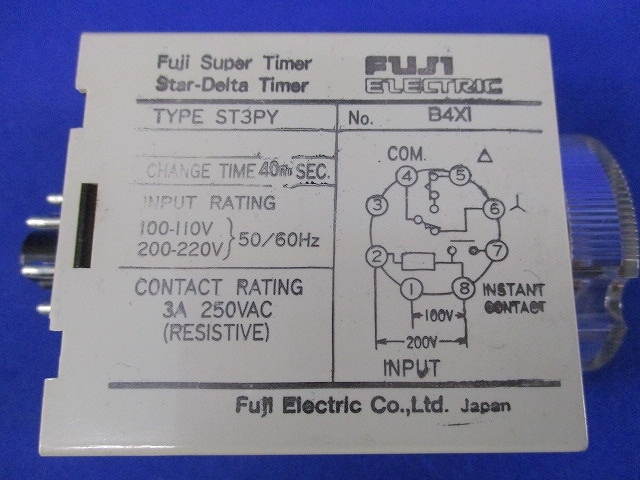 Fuji Super Timer
Star-Delta Timer
FUJI
ELECTRIC
TYPE ST3PY
No. B4X1
CHANGE TIME 40m SEC.
INPUT RATING
100-110V
200-220V } 50/60Hz
CONTACT RATING
3A 250VAC
(RESISTIVE)
COM. △
4 5
3 6 人
2 7
1 8
INSTANT
CONTACT
100V
200V
INPUT
Fuji Electric Co.,Ltd. Japan